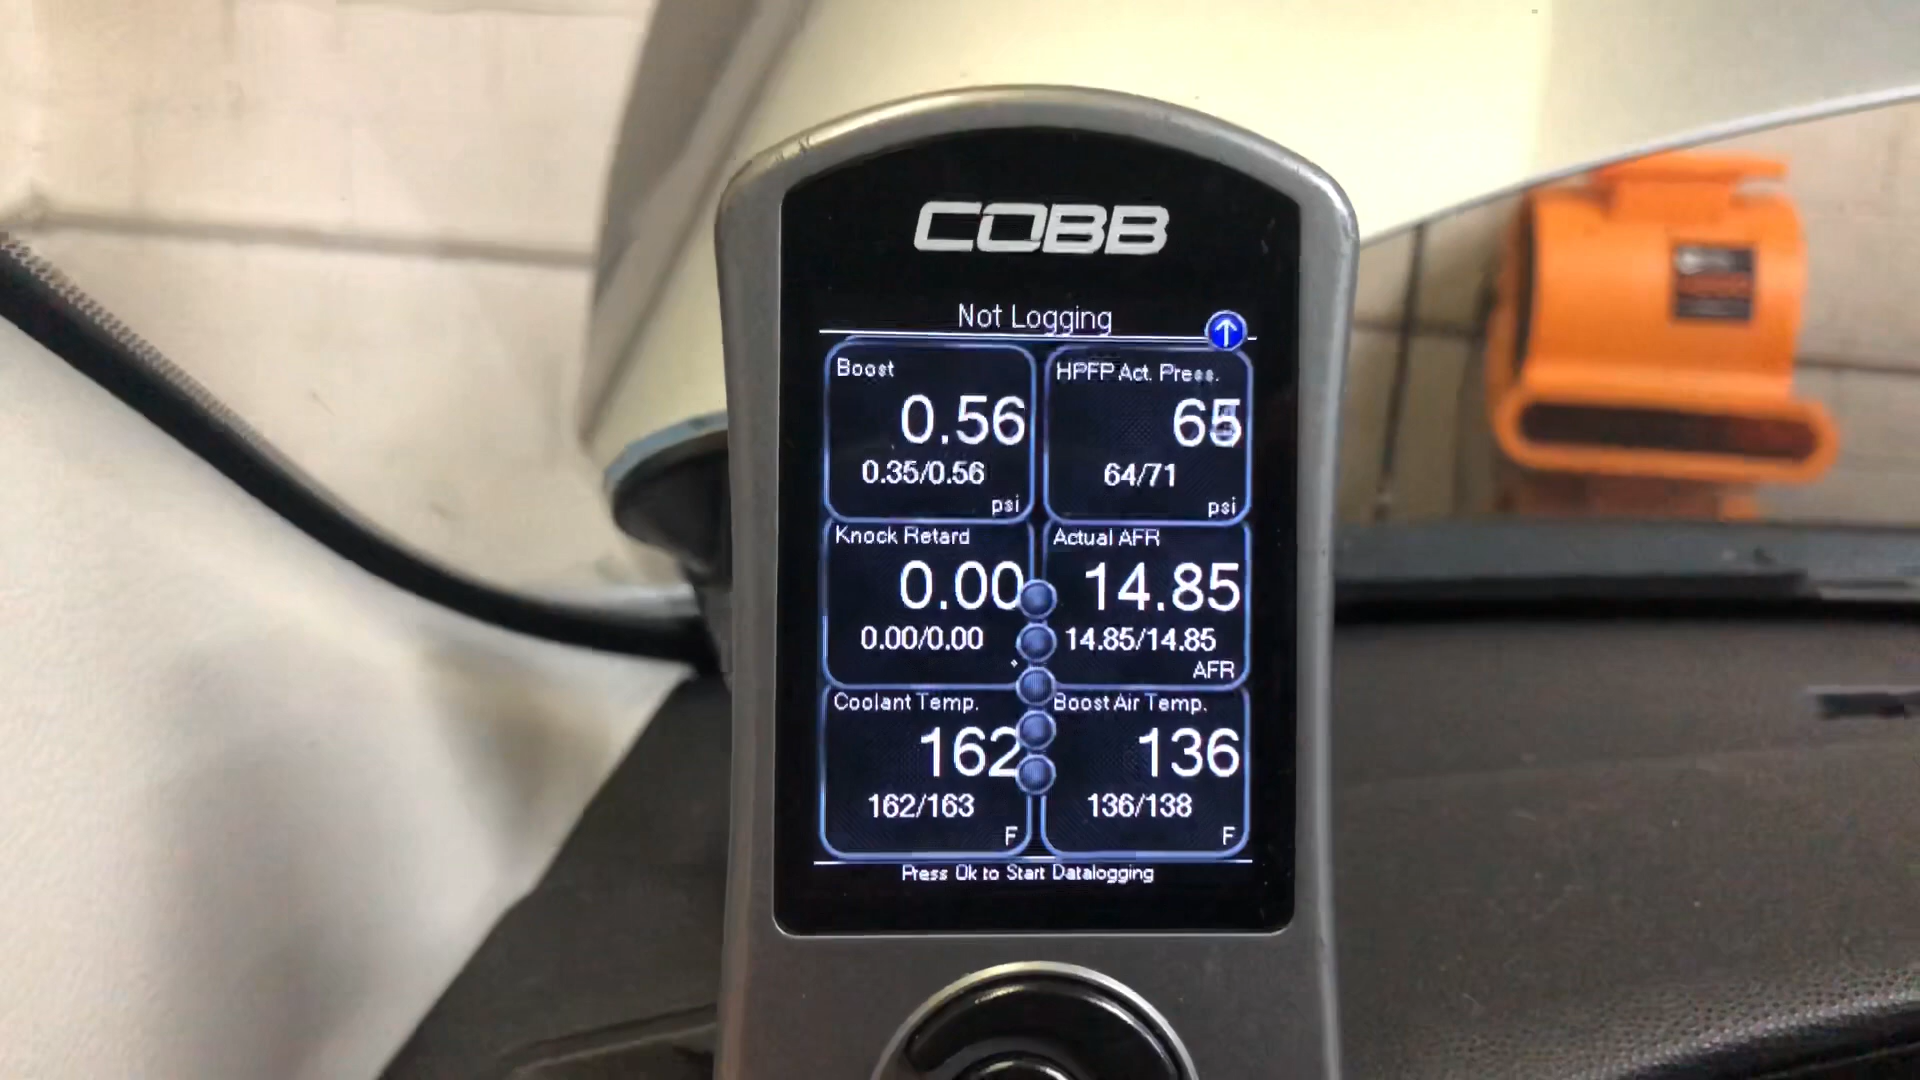 COBB
Not Logging
Boost
0.56
0.35/0.56
psi
HPFP Act. Press.
65
64/71
psi
Knock Retard
0.00
0.00/0.00
°
Actual AFR
14.85
14.85/14.85
AFR
Coolant Temp.
162
162/163
F
Boost Air Temp.
136
136/138
F
Press Ok to Start Datalogging